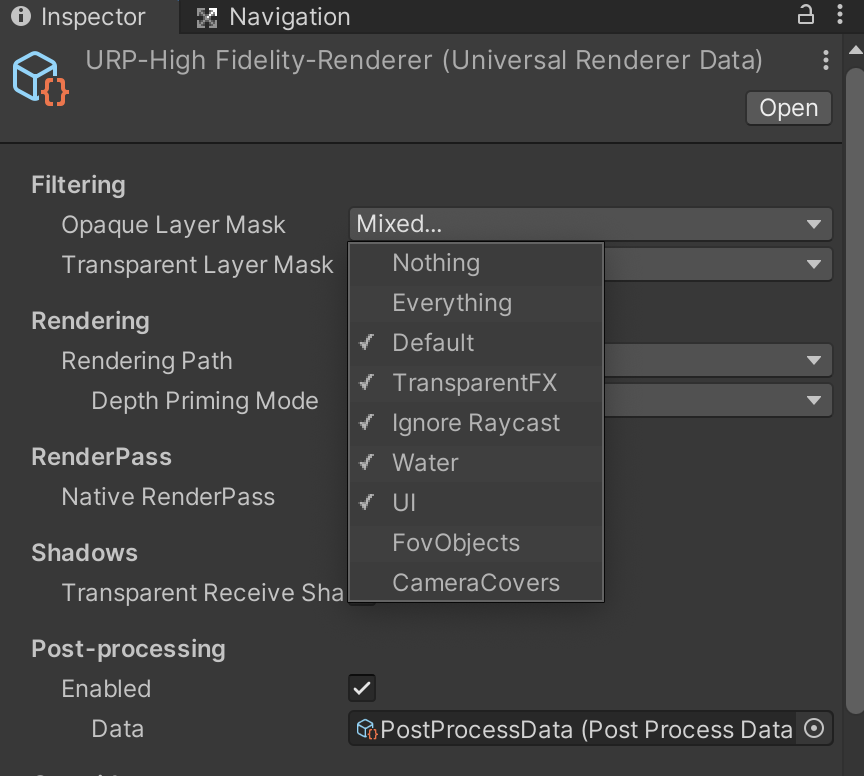 Inspector Navigation
URP-High Fidelity-Renderer (Universal Renderer Data)
Open
Filtering
Opaque Layer Mask Mixed...
Transparent Layer Mask
Nothing
Everything
Rendering
Default
Rendering Path
TransparentFX
Depth Priming Mode
Ignore Raycast
RenderPass
Water
Native RenderPass
UI
Shadows
FovObjects
Transparent Receive Sha
CameraCovers
Post-processing
Enabled
Data PostProcessData (Post Process Data